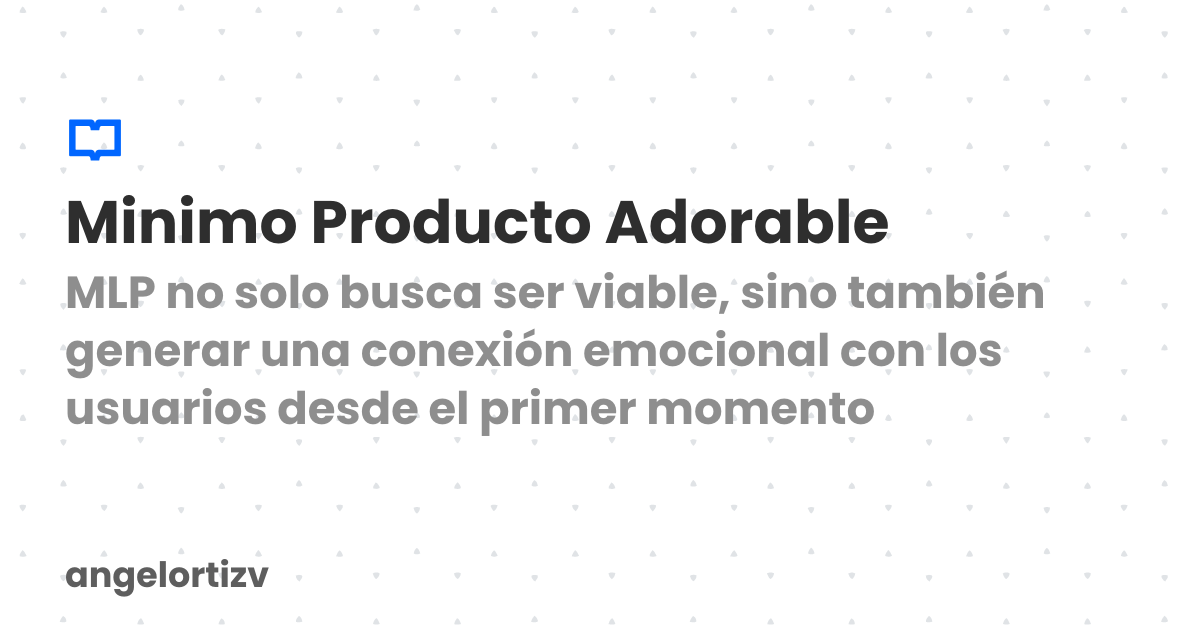 Minimo Producto Adorable
MLP no solo busca ser viable, sino también
generar una conexión emocional con los
usuarios desde el primer momento
angelortizv